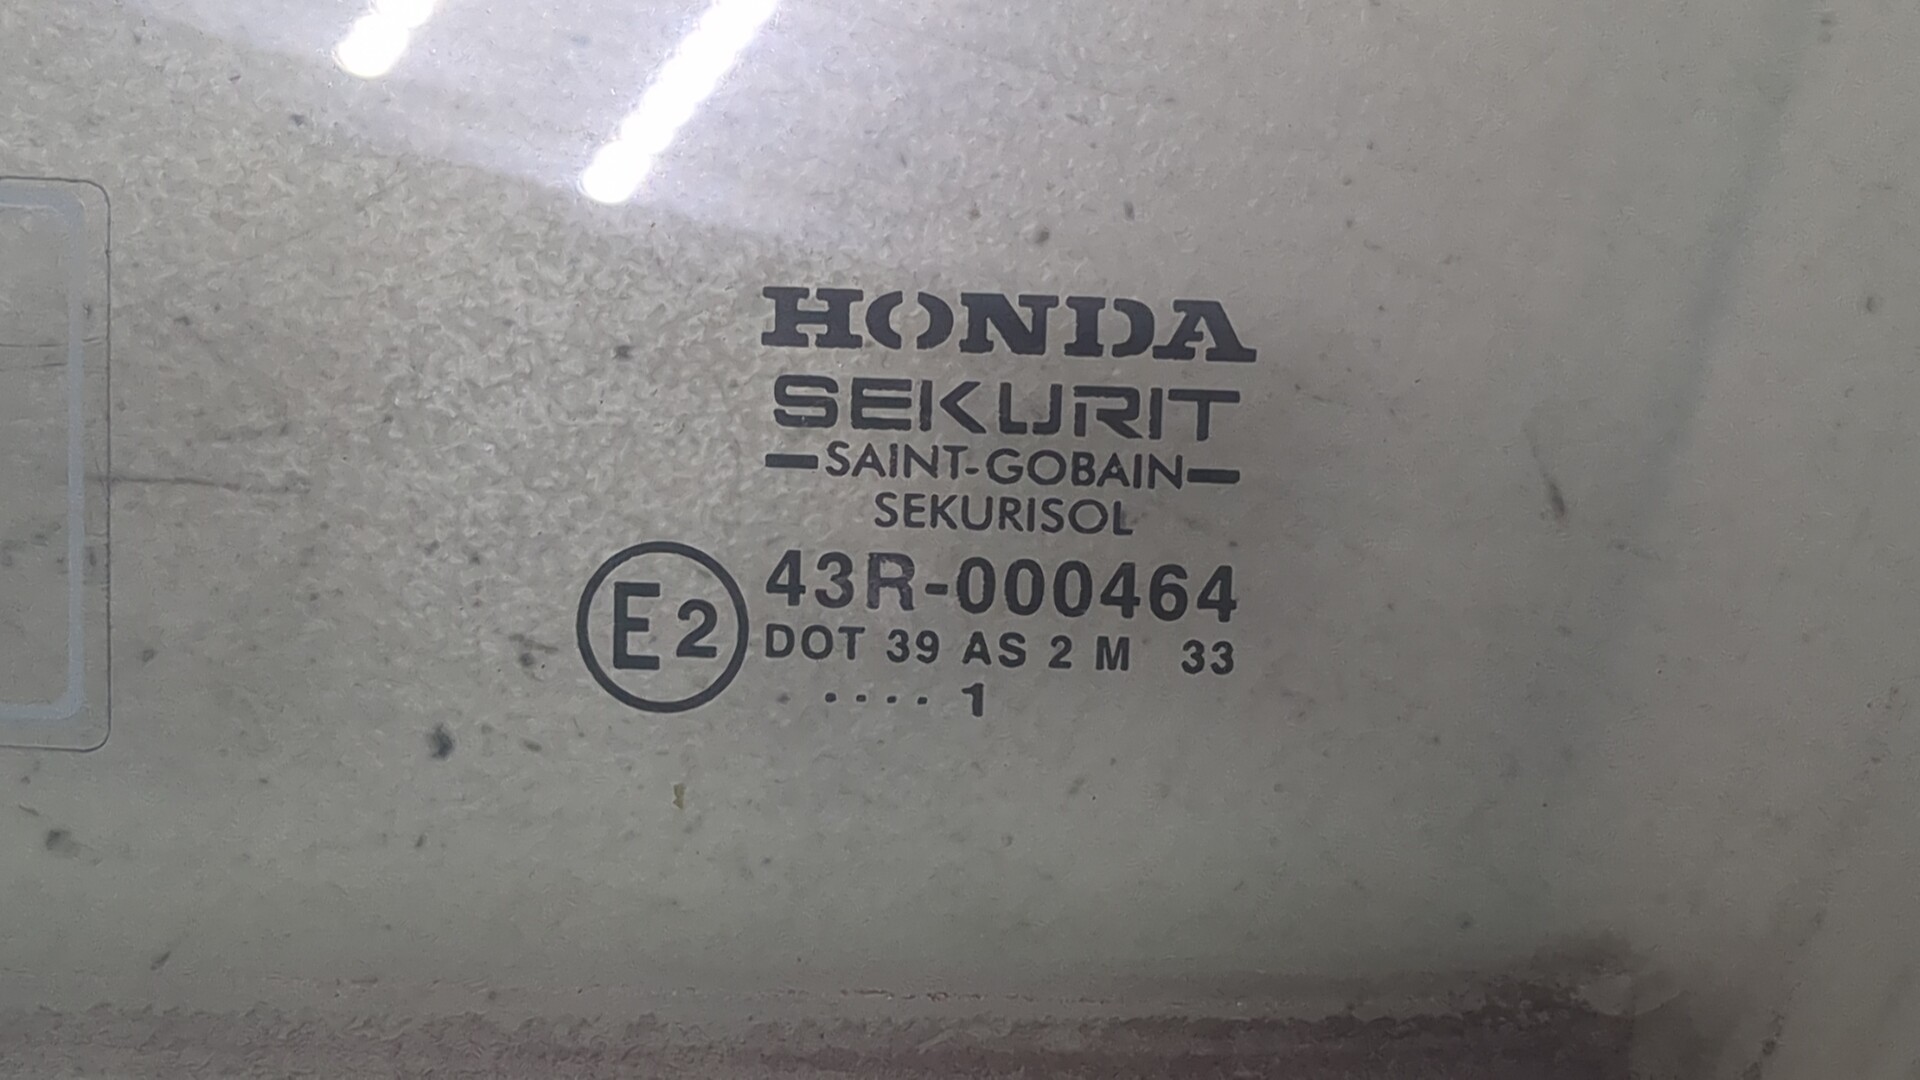 HONDA
SEKURIT
SAINT-GOBAIN
SEKURISOL
E2 43R-000464
DOT 39 AS 2 M 33
.... 1